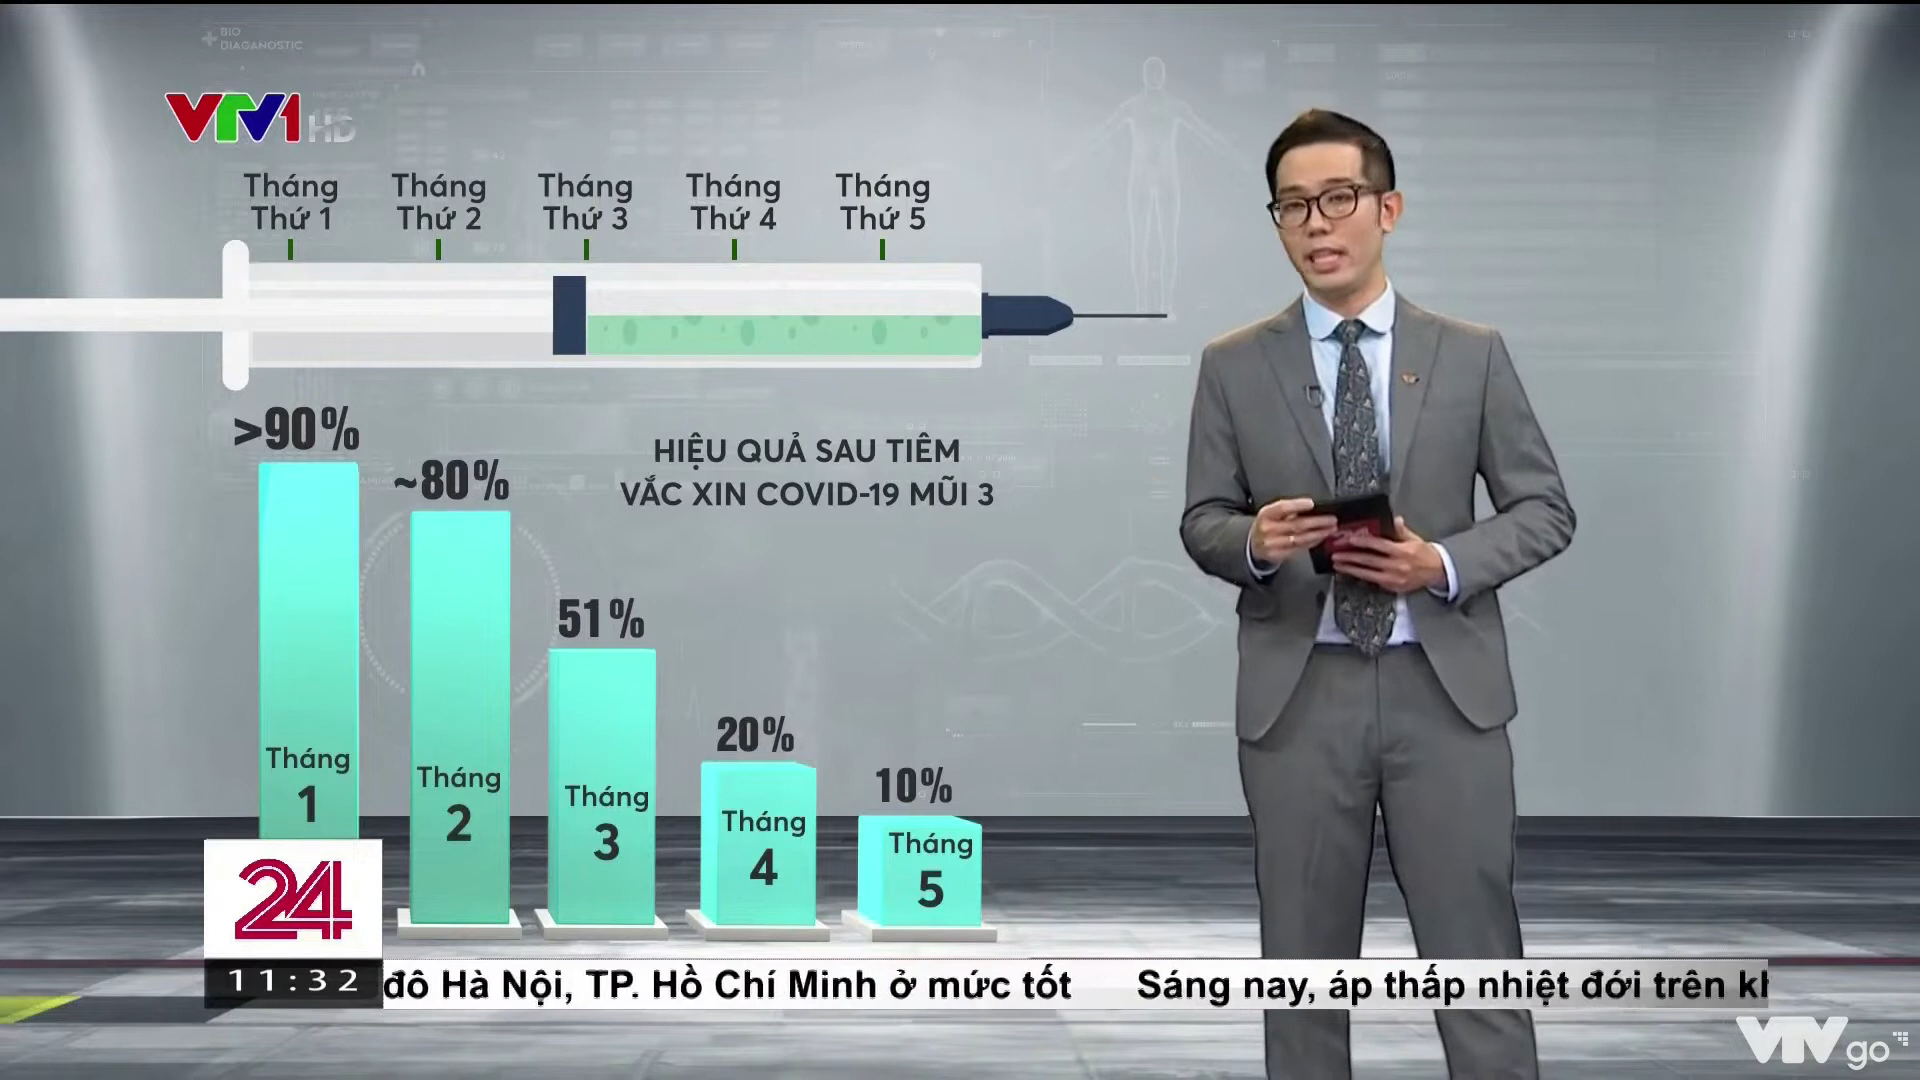 BIO
DIAGANOSTIC
VTV1 HD
Tháng Thứ 1
Tháng Thứ 2
Tháng Thứ 3
Tháng Thứ 4
Tháng Thứ 5
HIỆU QUẢ SAU TIÊM
VẮC XIN COVID-19 MŨI 3
>90%
~80%
51%
20%
10%
Tháng 1
Tháng 2
Tháng 3
Tháng 4
Tháng 5
24
11:32
đô Hà Nội, TP. Hồ Chí Minh ở mức tốt Sáng nay, áp thấp nhiệt đới trên
VTV go